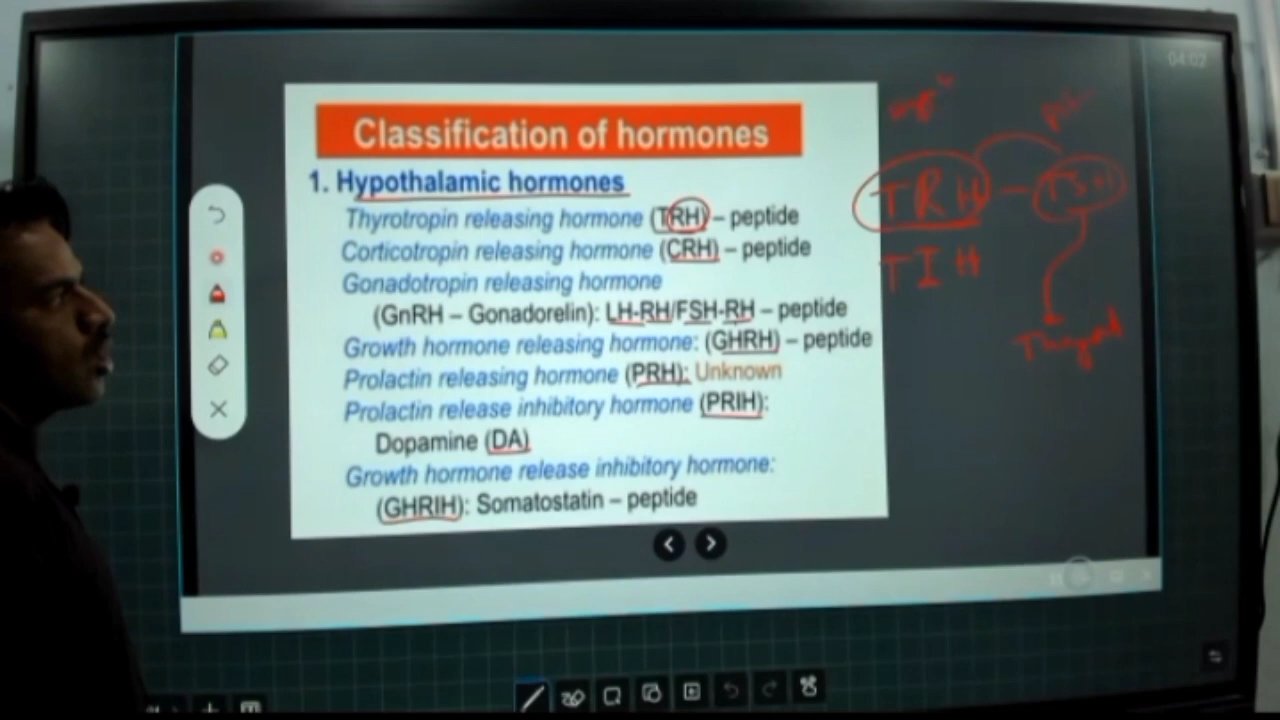 Classification of hormones
1. Hypothalamic hormones
Thyrotropin releasing hormone (TRH) – peptide
Corticotropin releasing hormone (CRH) – peptide
Gonadotropin releasing hormone
(GnRH – Gonadorelin): LH-RH/FSH-RH – peptide
Growth hormone releasing hormone: (GHRH) – peptide
Prolactin releasing hormone (PRH): Unknown
Prolactin release inhibitory hormone (PRIH):
Dopamine (DA)
Growth hormone release inhibitory hormone:
(GHRIH): Somatostatin – peptide
04:02
TRH – TSH
TIH